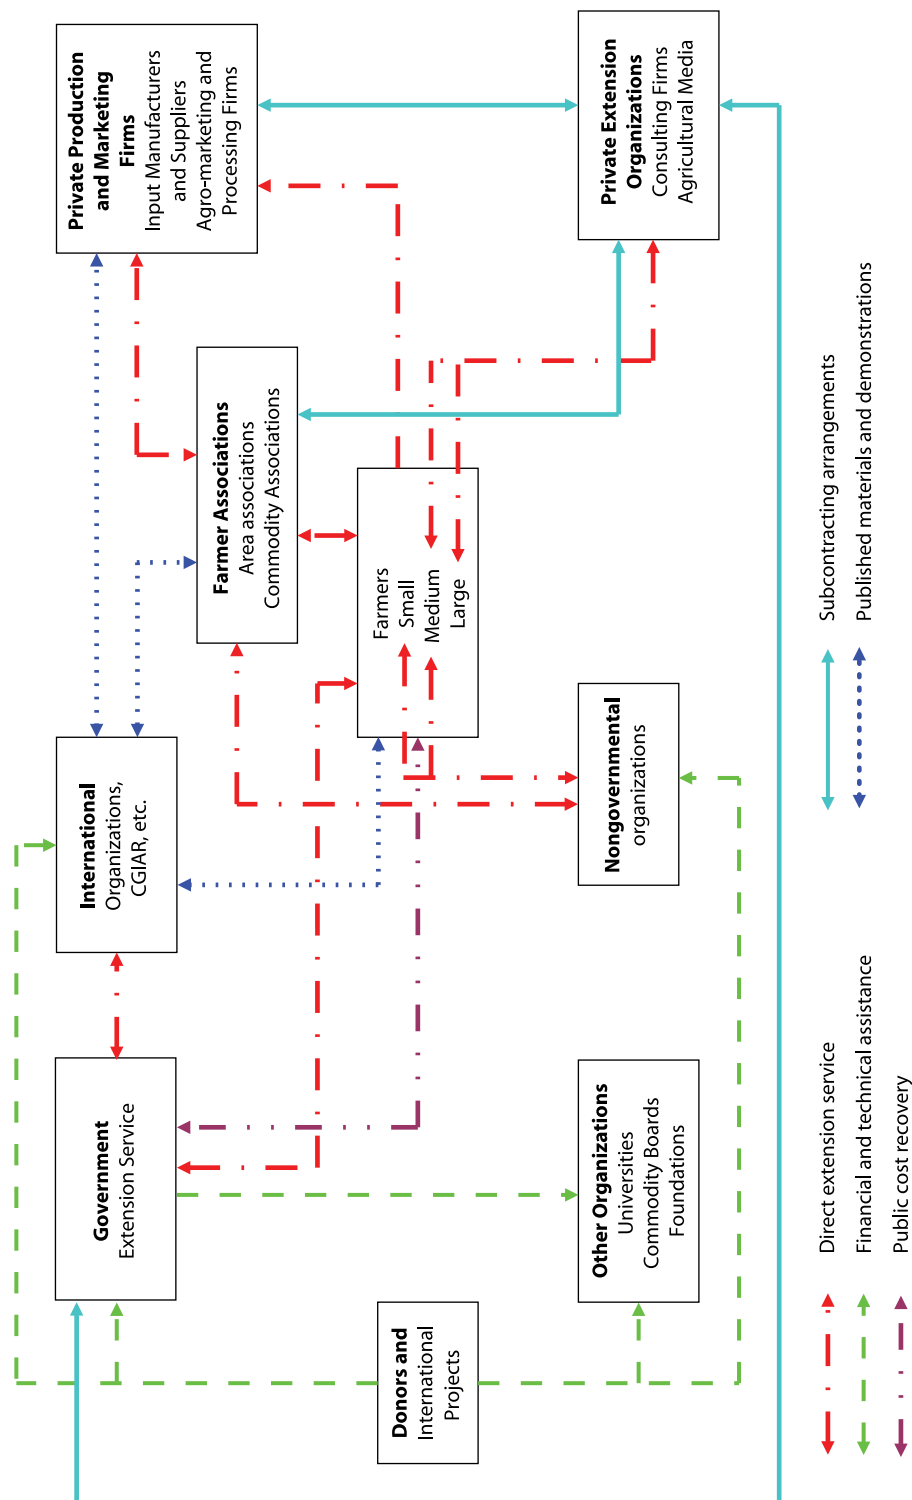 Private Production
and Marketing
Firms
Input Manufacturers
and Suppliers
Agro-marketing and
Processing Firms
Private Extension
Organizations
Consulting Firms
Agricultural Media
Farmer Associations
Area associations
Commodity Associations
Farmers
Small
Medium
Large
International
Organizations,
CGIAR, etc.
Nongovernmental
organizations
Government
Extension Service
Other Organizations
Universities
Commodity Boards
Foundations
Donors and
International
Projects
Direct extension service
Financial and technical assistance
Public cost recovery
Subcontracting arrangements
Published materials and demonstrations